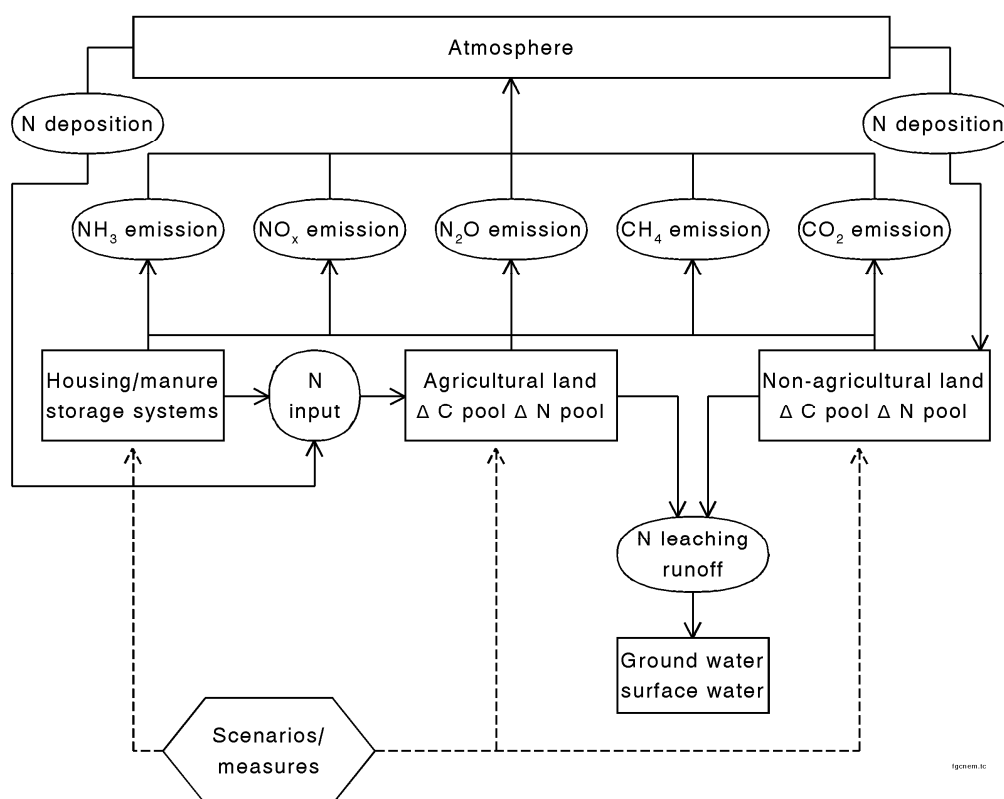 Atmosphere
N deposition
N deposition
NH₃ emission
NOₓ emission
N₂O emission
CH₄ emission
CO₂ emission
Housing/manure
storage systems
N
input
Agricultural land
Δ C pool Δ N pool
Non-agricultural land
Δ C pool Δ N pool
N leaching
runoff
Ground water
surface water
Scenarios/
measures
fgcnem.tc